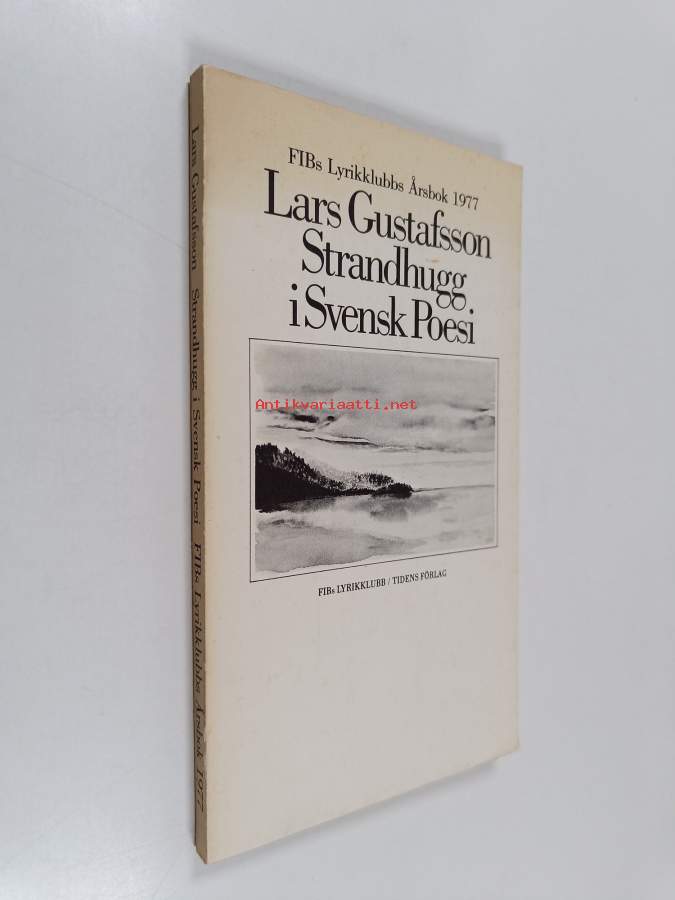 FIBs Lyrikklubbs Årsbok 1977
Lars Gustafsson
Strandhugg
i Svensk Poesi
Antikvariaatti.net
FIBs LYRIKKLUBB / TIDENS FÖRLAG
Lars Gustafsson Strandhugg i Svensk Poesi FIBs Lyrikklubbs Årsbok 1977